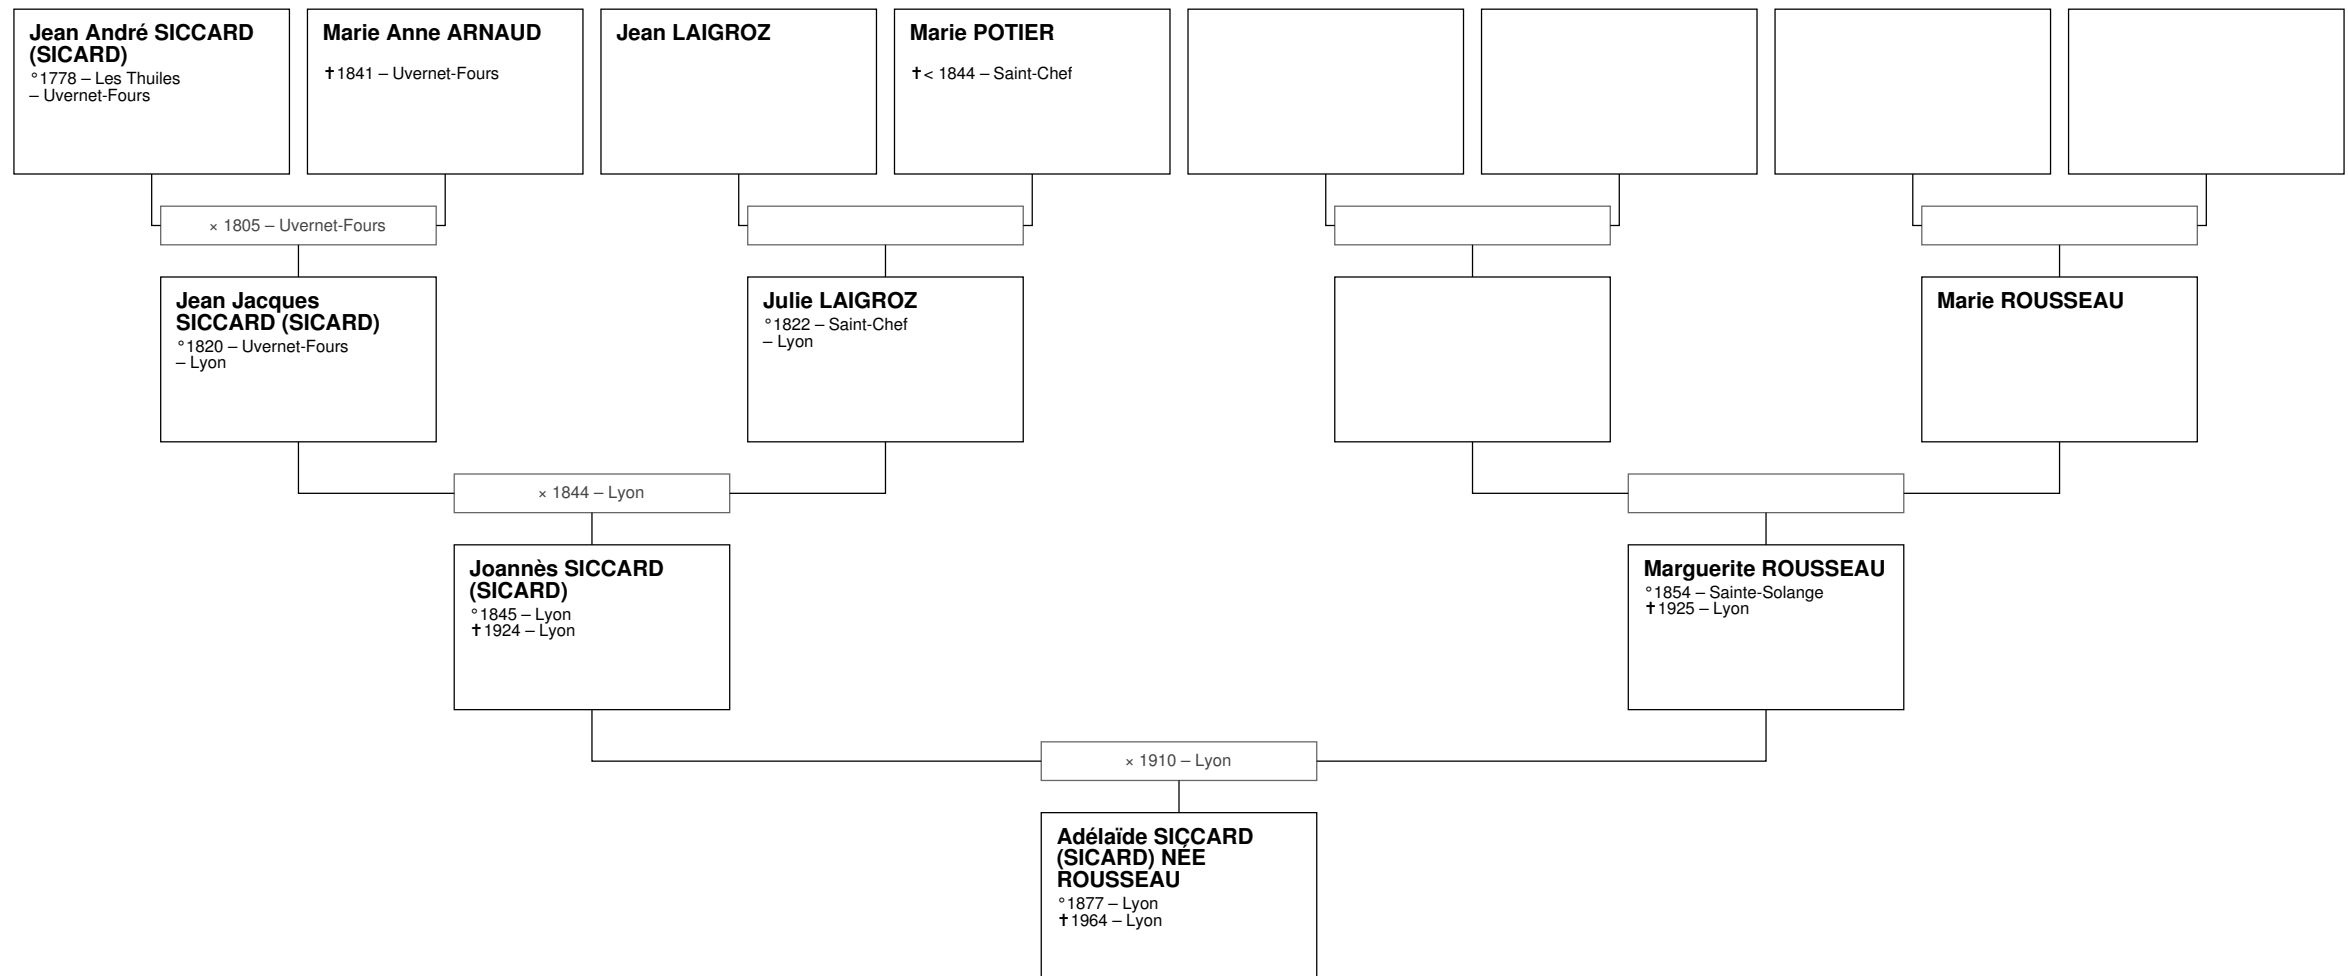 Jean André SICCARD
(SICARD)
°1778 – Les Thuiles
– Uvernet-Fours
Marie Anne ARNAUD
✝1841 – Uvernet-Fours
Jean LAIGROZ
Marie POTIER
✝< 1844 – Saint-Chef
× 1805 – Uvernet-Fours
Jean Jacques
SICCARD (SICARD)
°1820 – Uvernet-Fours
– Lyon
Julie LAIGROZ
°1822 – Saint-Chef
– Lyon
Marie ROUSSEAU
× 1844 – Lyon
Joannès SICCARD
(SICARD)
°1845 – Lyon
✝1924 – Lyon
Marguerite ROUSSEAU
°1854 – Sainte-Solange
✝1925 – Lyon
× 1910 – Lyon
Adélaïde SICCARD
(SICARD) NÉE
ROUSSEAU
°1877 – Lyon
✝1964 – Lyon